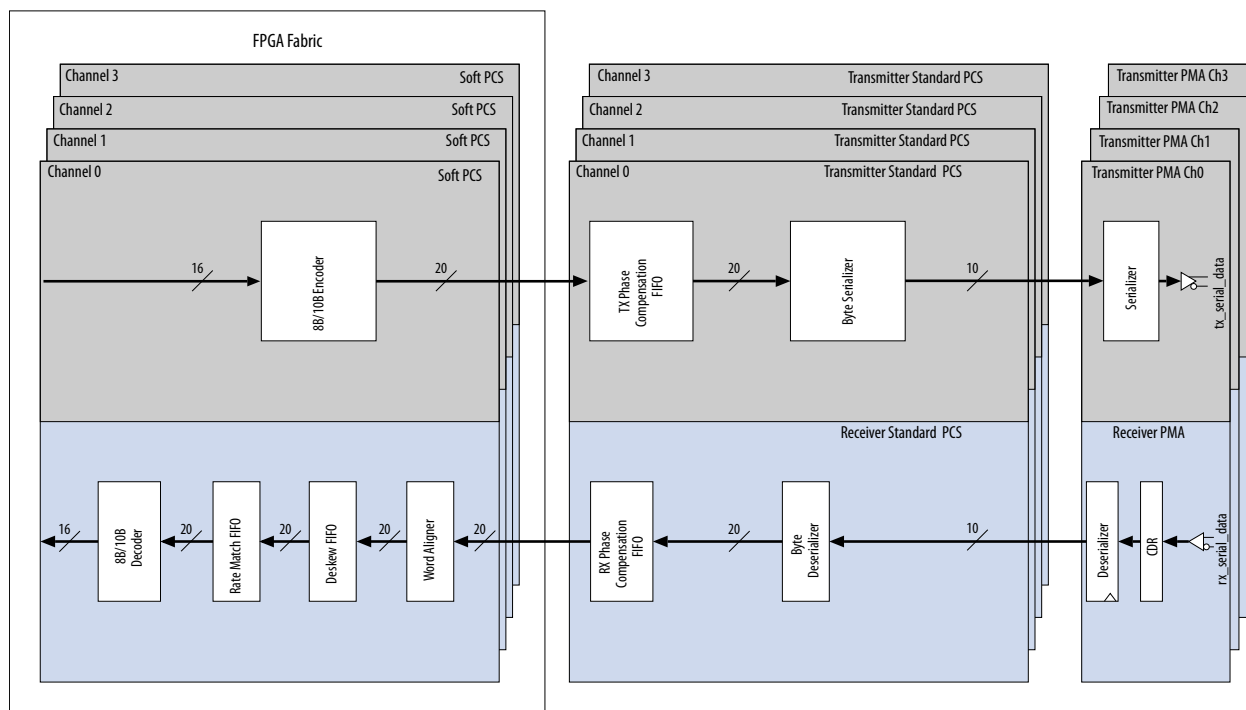 FPGA Fabric
Channel 3
Soft PCS
Channel 2
Soft PCS
Channel 1
Soft PCS
Channel 0
Soft PCS
16
8B/10B Encoder
20
Channel 3
Transmitter Standard PCS
Channel 2
Transmitter Standard PCS
Channel 1
Transmitter Standard PCS
Channel 0
Transmitter Standard PCS
TX Phase
Compensation
FIFO
20
Byte Serializer
10
Transmitter PMA Ch3
Transmitter PMA Ch2
Transmitter PMA Ch1
Transmitter PMA Ch0
Serializer
tx_serial_data
16
8B/10B
Decoder
20
Rate Match FIFO
20
Deskew FIFO
20
Word Aligner
20
Receiver Standard PCS
RX Phase
Compensation
FIFO
20
Byte
Deserializer
10
Receiver PMA
Deserializer
CDR
rx_serial_data